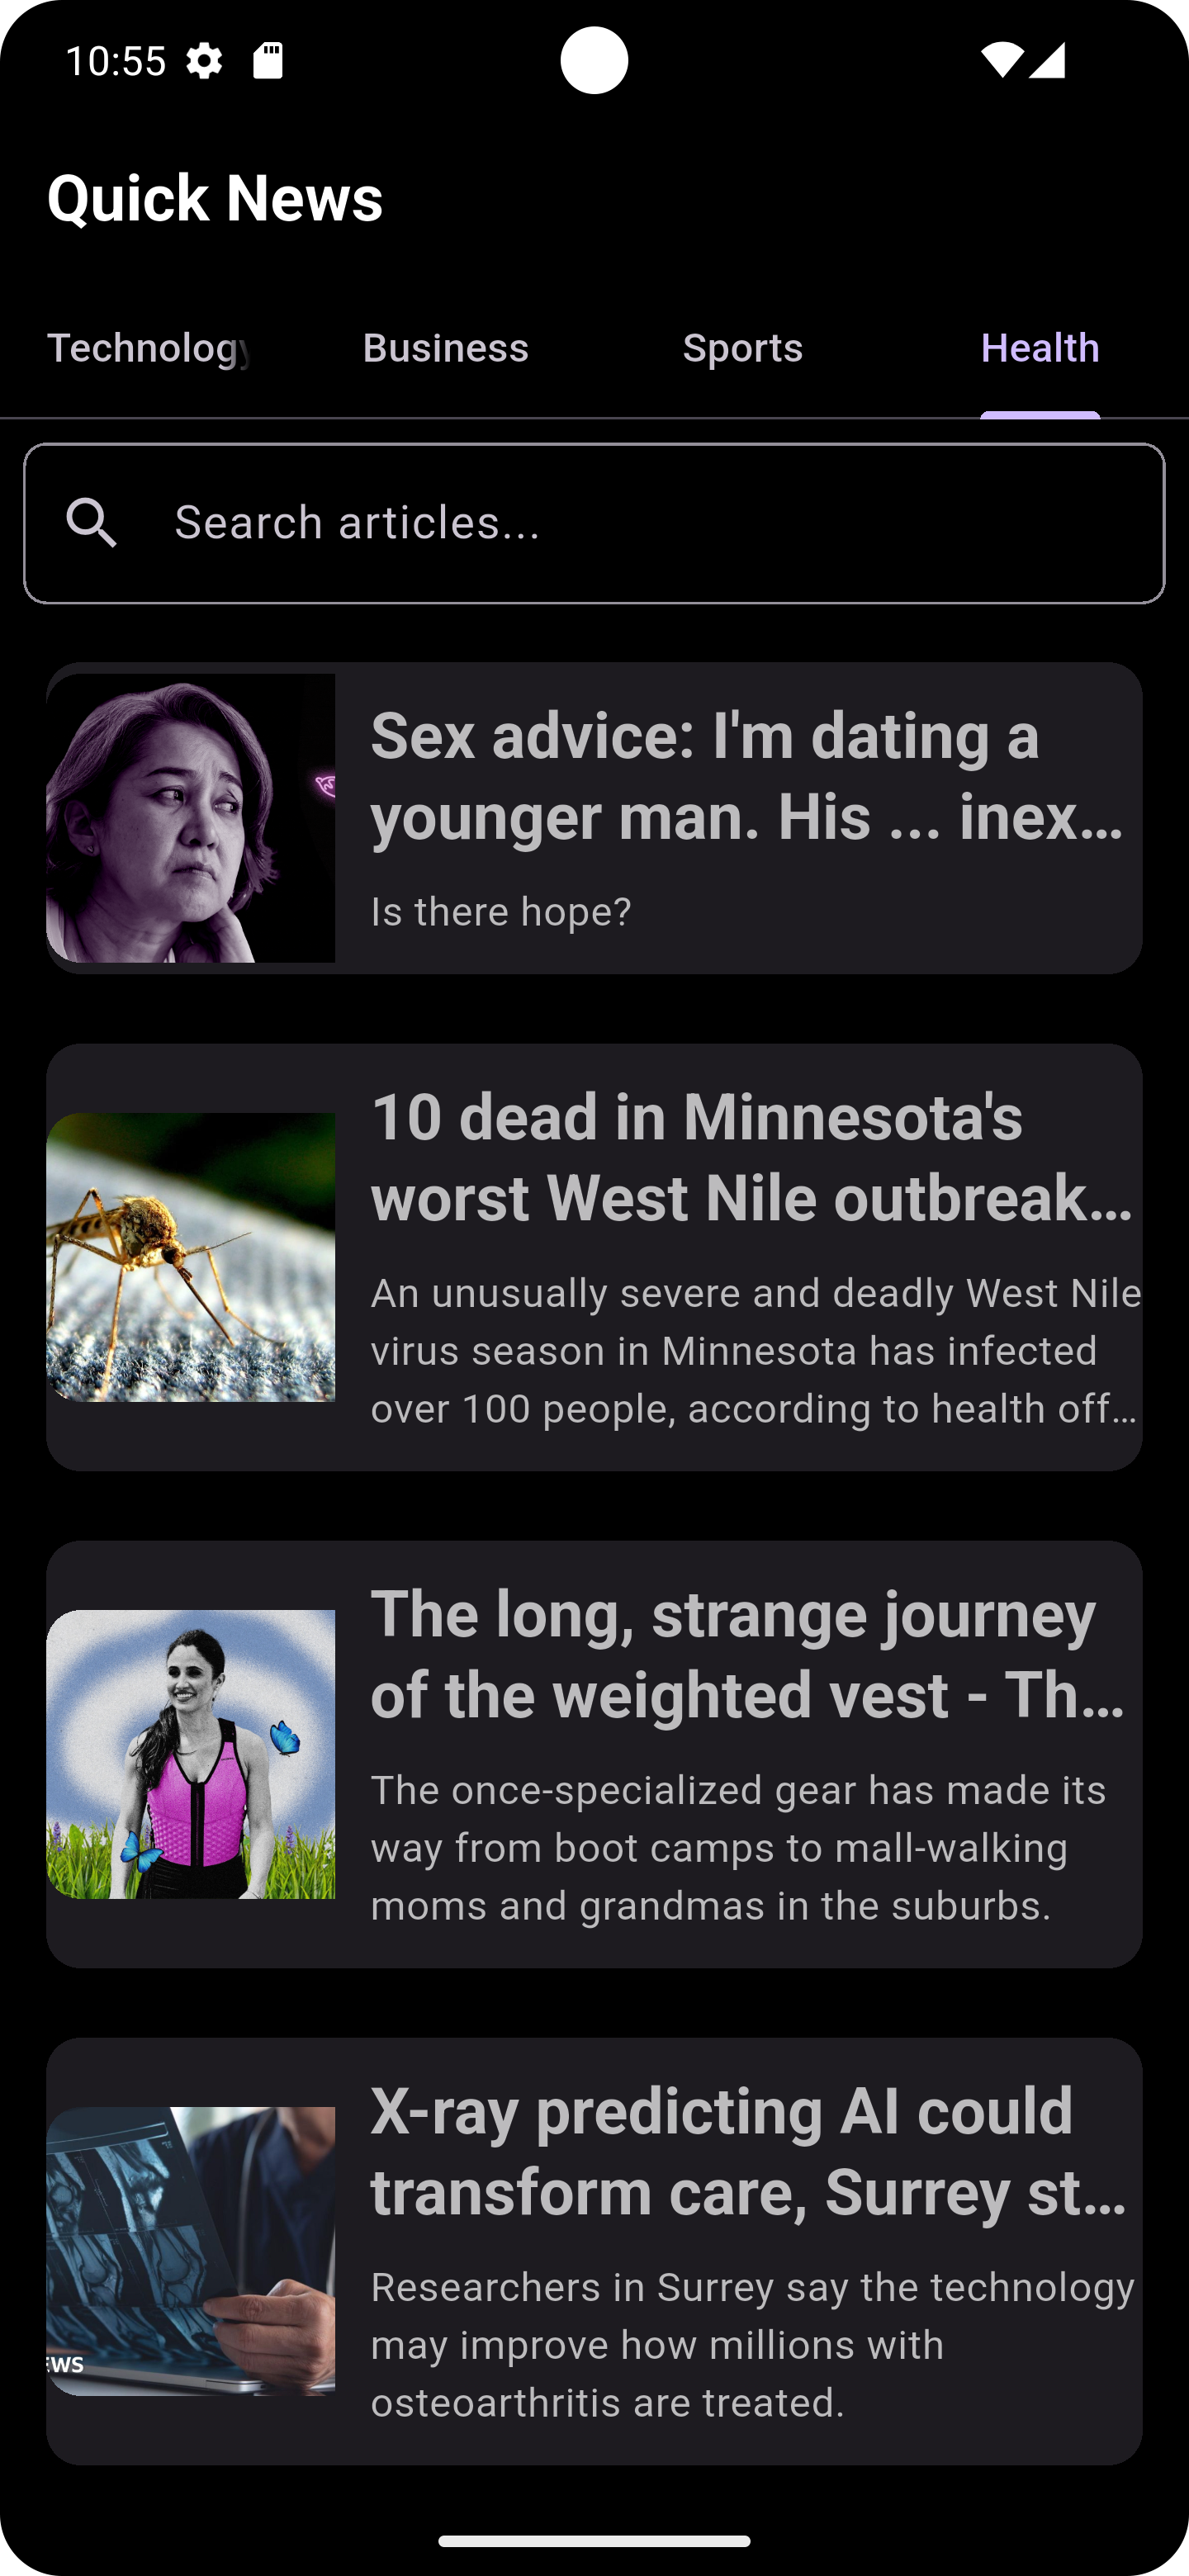 10:55
Quick News
Technology
Business
Sports
Health
Search articles...
Sex advice: I'm dating a
younger man. His ... inex...
Is there hope?
10 dead in Minnesota's
worst West Nile outbreak...
An unusually severe and deadly West Nile
virus season in Minnesota has infected
over 100 people, according to health off...
The long, strange journey
of the weighted vest - Th...
The once-specialized gear has made its
way from boot camps to mall-walking
moms and grandmas in the suburbs.
X-ray predicting AI could
transform care, Surrey st...
Researchers in Surrey say the technology
may improve how millions with
osteoarthritis are treated.
EWS